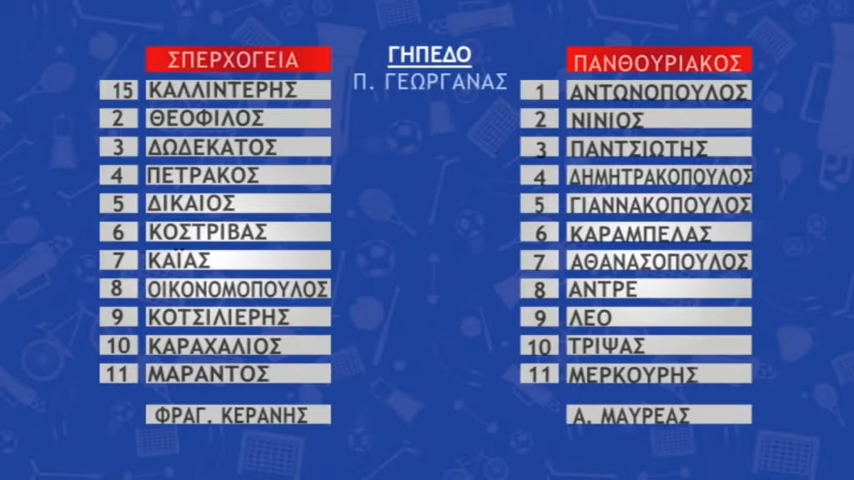 ΣΠΕΡΧΟΓΕΙΑ
15 ΚΑΛΛΙΝΤΕΡΗΣ
2 ΘΕΟΦΙΛΟΣ
3 ΔΩΔΕΚΑΤΟΣ
4 ΠΕΤΡΑΚΟΣ
5 ΔΙΚΑΙΟΣ
6 ΚΟΣΤΡΙΒΑΣ
7 ΚΑΪΑΣ
8 ΟΙΚΟΝΟΜΟΠΟΥΛΟΣ
9 ΚΟΤΣΙΛΙΕΡΗΣ
10 ΚΑΡΑΧΑΛΙΟΣ
11 ΜΑΡΑΝΤΟΣ
ΦΡΑΓ. ΚΕΡΑΝΗΣ
ΓΗΠΕΔΟ
Π. ΓΕΩΡΓΑΝΑΣ
ΠΑΝΘΟΥΡΙΑΚΟΣ
1 ΑΝΤΩΝΟΠΟΥΛΟΣ
2 ΝΙΝΙΟΣ
3 ΠΑΝΤΣΙΩΤΗΣ
4 ΔΗΜΗΤΡΑΚΟΠΟΥΛΟΣ
5 ΓΙΑΝΝΑΚΟΠΟΥΛΟΣ
6 ΚΑΡΑΜΠΕΛΑΣ
7 ΑΘΑΝΑΣΟΠΟΥΛΟΣ
8 ΑΝΤΡΕ
9 ΛΕΟ
10 ΤΡΙΨΑΣ
11 ΜΕΡΚΟΥΡΗΣ
Α. ΜΑΥΡΕΑΣ